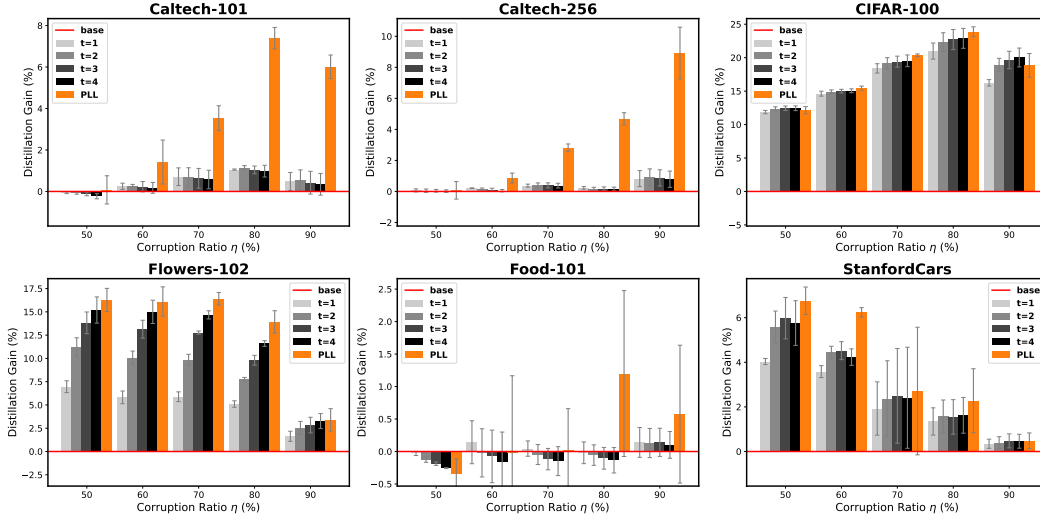 Caltech-101
Distillation Gain (%)
8
6
4
2
0
base
t=1
t=2
t=3
t=4
PLL
50 60 70 80 90
Corruption Ratio η (%)
Caltech-256
Distillation Gain (%)
10
8
6
4
2
0
−2
base
t=1
t=2
t=3
t=4
PLL
50 60 70 80 90
Corruption Ratio η (%)
CIFAR-100
Distillation Gain (%)
25
20
15
10
5
0
−5
base
t=1
t=2
t=3
t=4
PLL
50 60 70 80 90
Corruption Ratio η (%)
Flowers-102
Distillation Gain (%)
17.5
15.0
12.5
10.0
7.5
5.0
2.5
0.0
−2.5
base
t=1
t=2
t=3
t=4
PLL
50 60 70 80 90
Corruption Ratio η (%)
Food-101
Distillation Gain (%)
2.5
2.0
1.5
1.0
0.5
0.0
−0.5
base
t=1
t=2
t=3
t=4
PLL
50 60 70 80 90
Corruption Ratio η (%)
StanfordCars
Distillation Gain (%)
6
4
2
0
base
t=1
t=2
t=3
t=4
PLL
50 60 70 80 90
Corruption Ratio η (%)